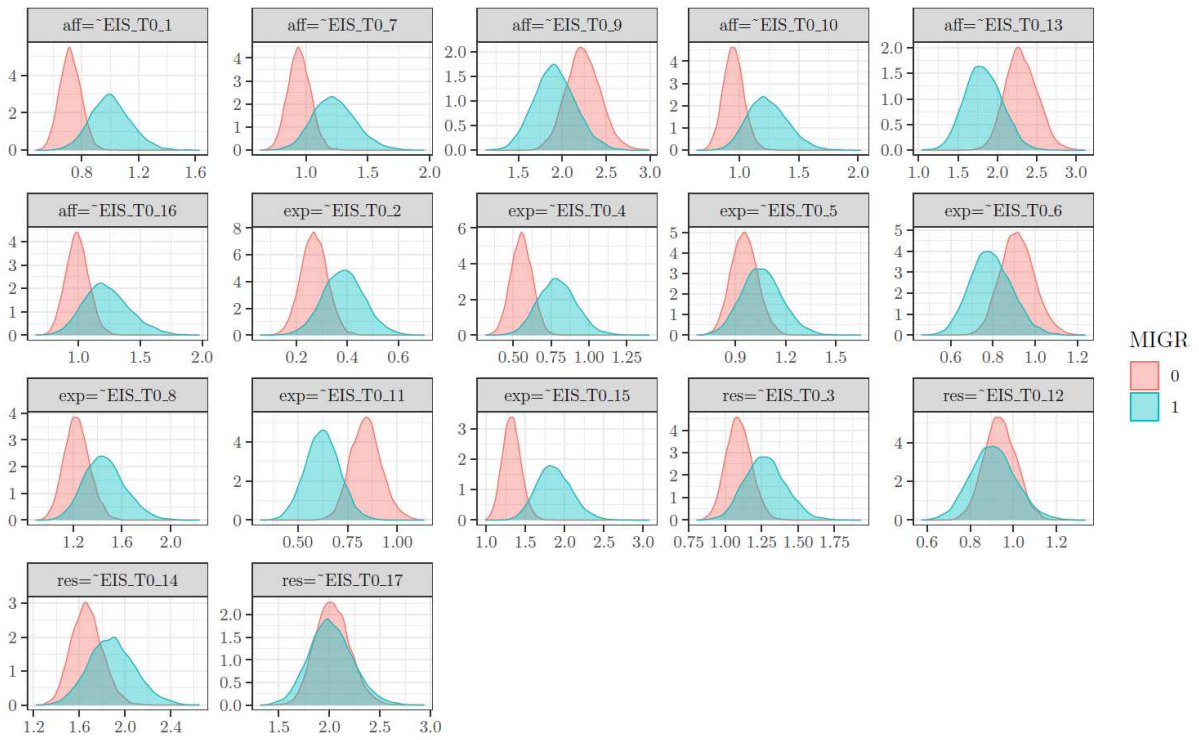 aff=˜EIS_T0_1 aff=˜EIS_T0_7 aff=˜EIS_T0_9 aff=˜EIS_T0_10 aff=˜EIS_T0_13
4 2 0
4 3 2 1 0
2.0 1.5 1.0 0.5 0.0
4 3 2 1 0
2.0 1.5 1.0 0.5 0.0
0.8 1.2 1.6 1.0 1.5 2.0 1.5 2.0 2.5 3.0 1.0 1.5 2.0 1.0 1.5 2.0 2.5 3.0
aff=˜EIS_T0_16 exp=˜EIS_T0_2 exp=˜EIS_T0_4 exp=˜EIS_T0_5 exp=˜EIS_T0_6
4 3 2 1 0
8 6 4 2 0
6 4 2 0
5 4 3 2 1 0
5 4 3 2 1 0
1.0 1.5 2.0 0.2 0.4 0.6 0.50 0.75 1.00 1.25 0.9 1.2 1.5 0.6 0.8 1.0 1.2
exp=˜EIS_T0_8 exp=˜EIS_T0_11 exp=˜EIS_T0_15 res=˜EIS_T0_3 res=˜EIS_T0_12
4 3 2 1 0
4 2 0
3 2 1 0
4 3 2 1 0
4 2 0
1.2 1.6 2.0 0.50 0.75 1.00 1.0 1.5 2.0 2.5 3.0 0.75 1.00 1.25 1.50 1.75 0.6 0.8 1.0 1.2
res=˜EIS_T0_14 res=˜EIS_T0_17
3 2 1 0
2.0 1.5 1.0 0.5 0.0
1.2 1.6 2.0 2.4 1.5 2.0 2.5 3.0
MIGR
0
1